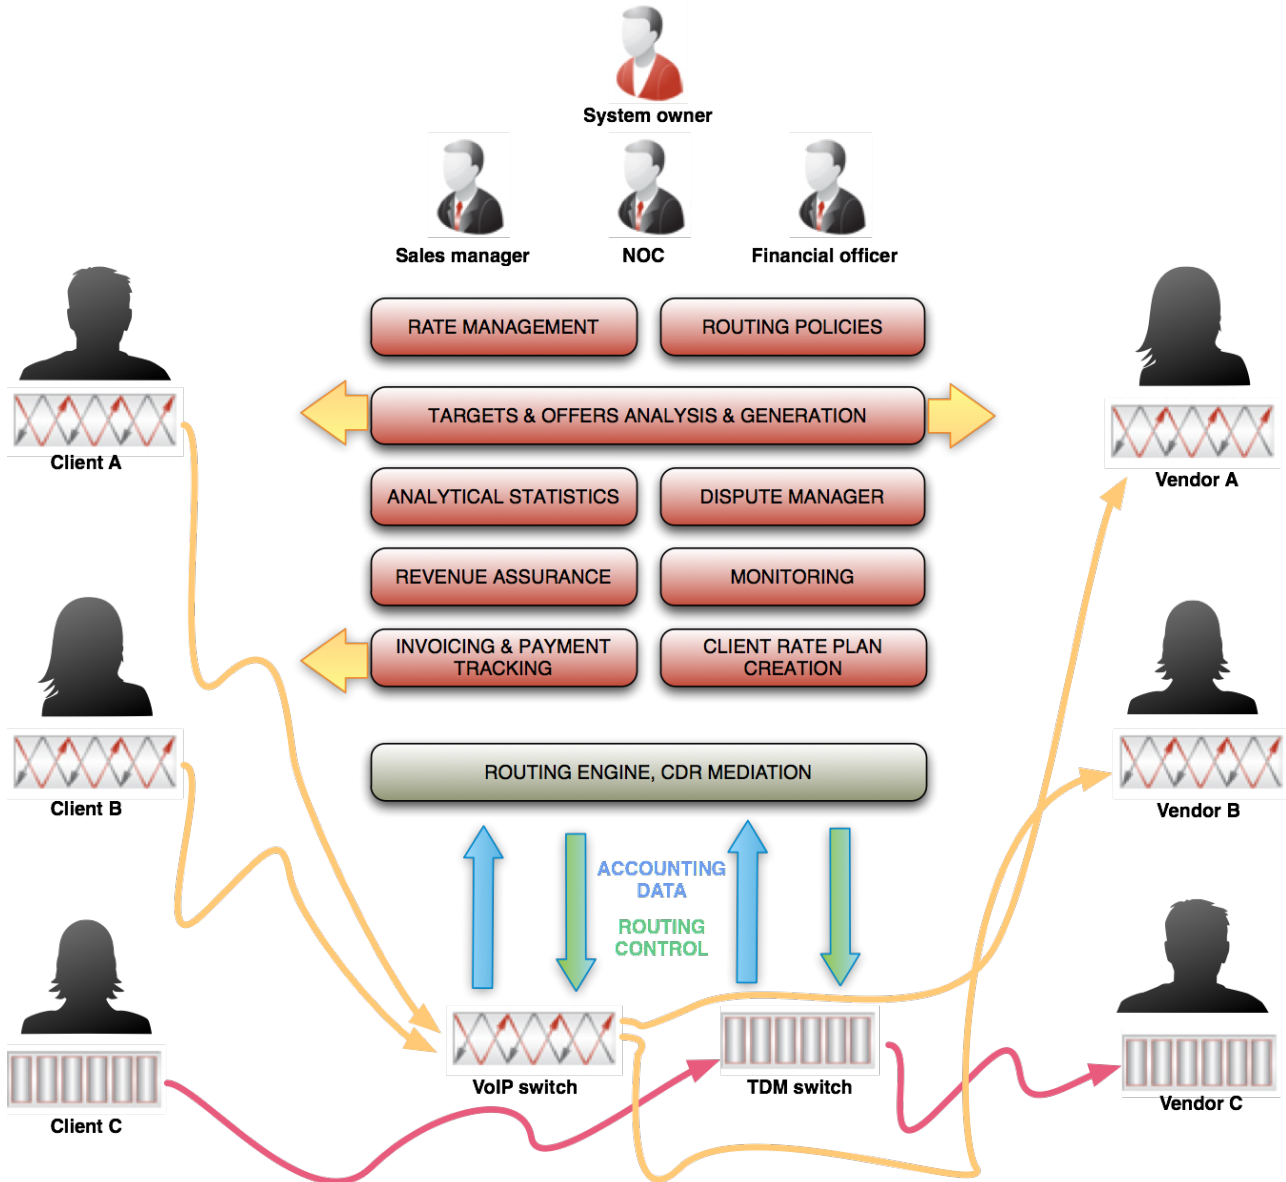 System owner
Sales manager
NOC
Financial officer
RATE MANAGEMENT
ROUTING POLICIES
TARGETS & OFFERS ANALYSIS & GENERATION
Client A
Vendor A
ANALYTICAL STATISTICS
DISPUTE MANAGER
REVENUE ASSURANCE
MONITORING
INVOICING & PAYMENT
TRACKING
CLIENT RATE PLAN
CREATION
ROUTING ENGINE, CDR MEDIATION
Client B
Vendor B
ACCOUNTING
DATA
ROUTING
CONTROL
VoIP switch
TDM switch
Client C
Vendor C